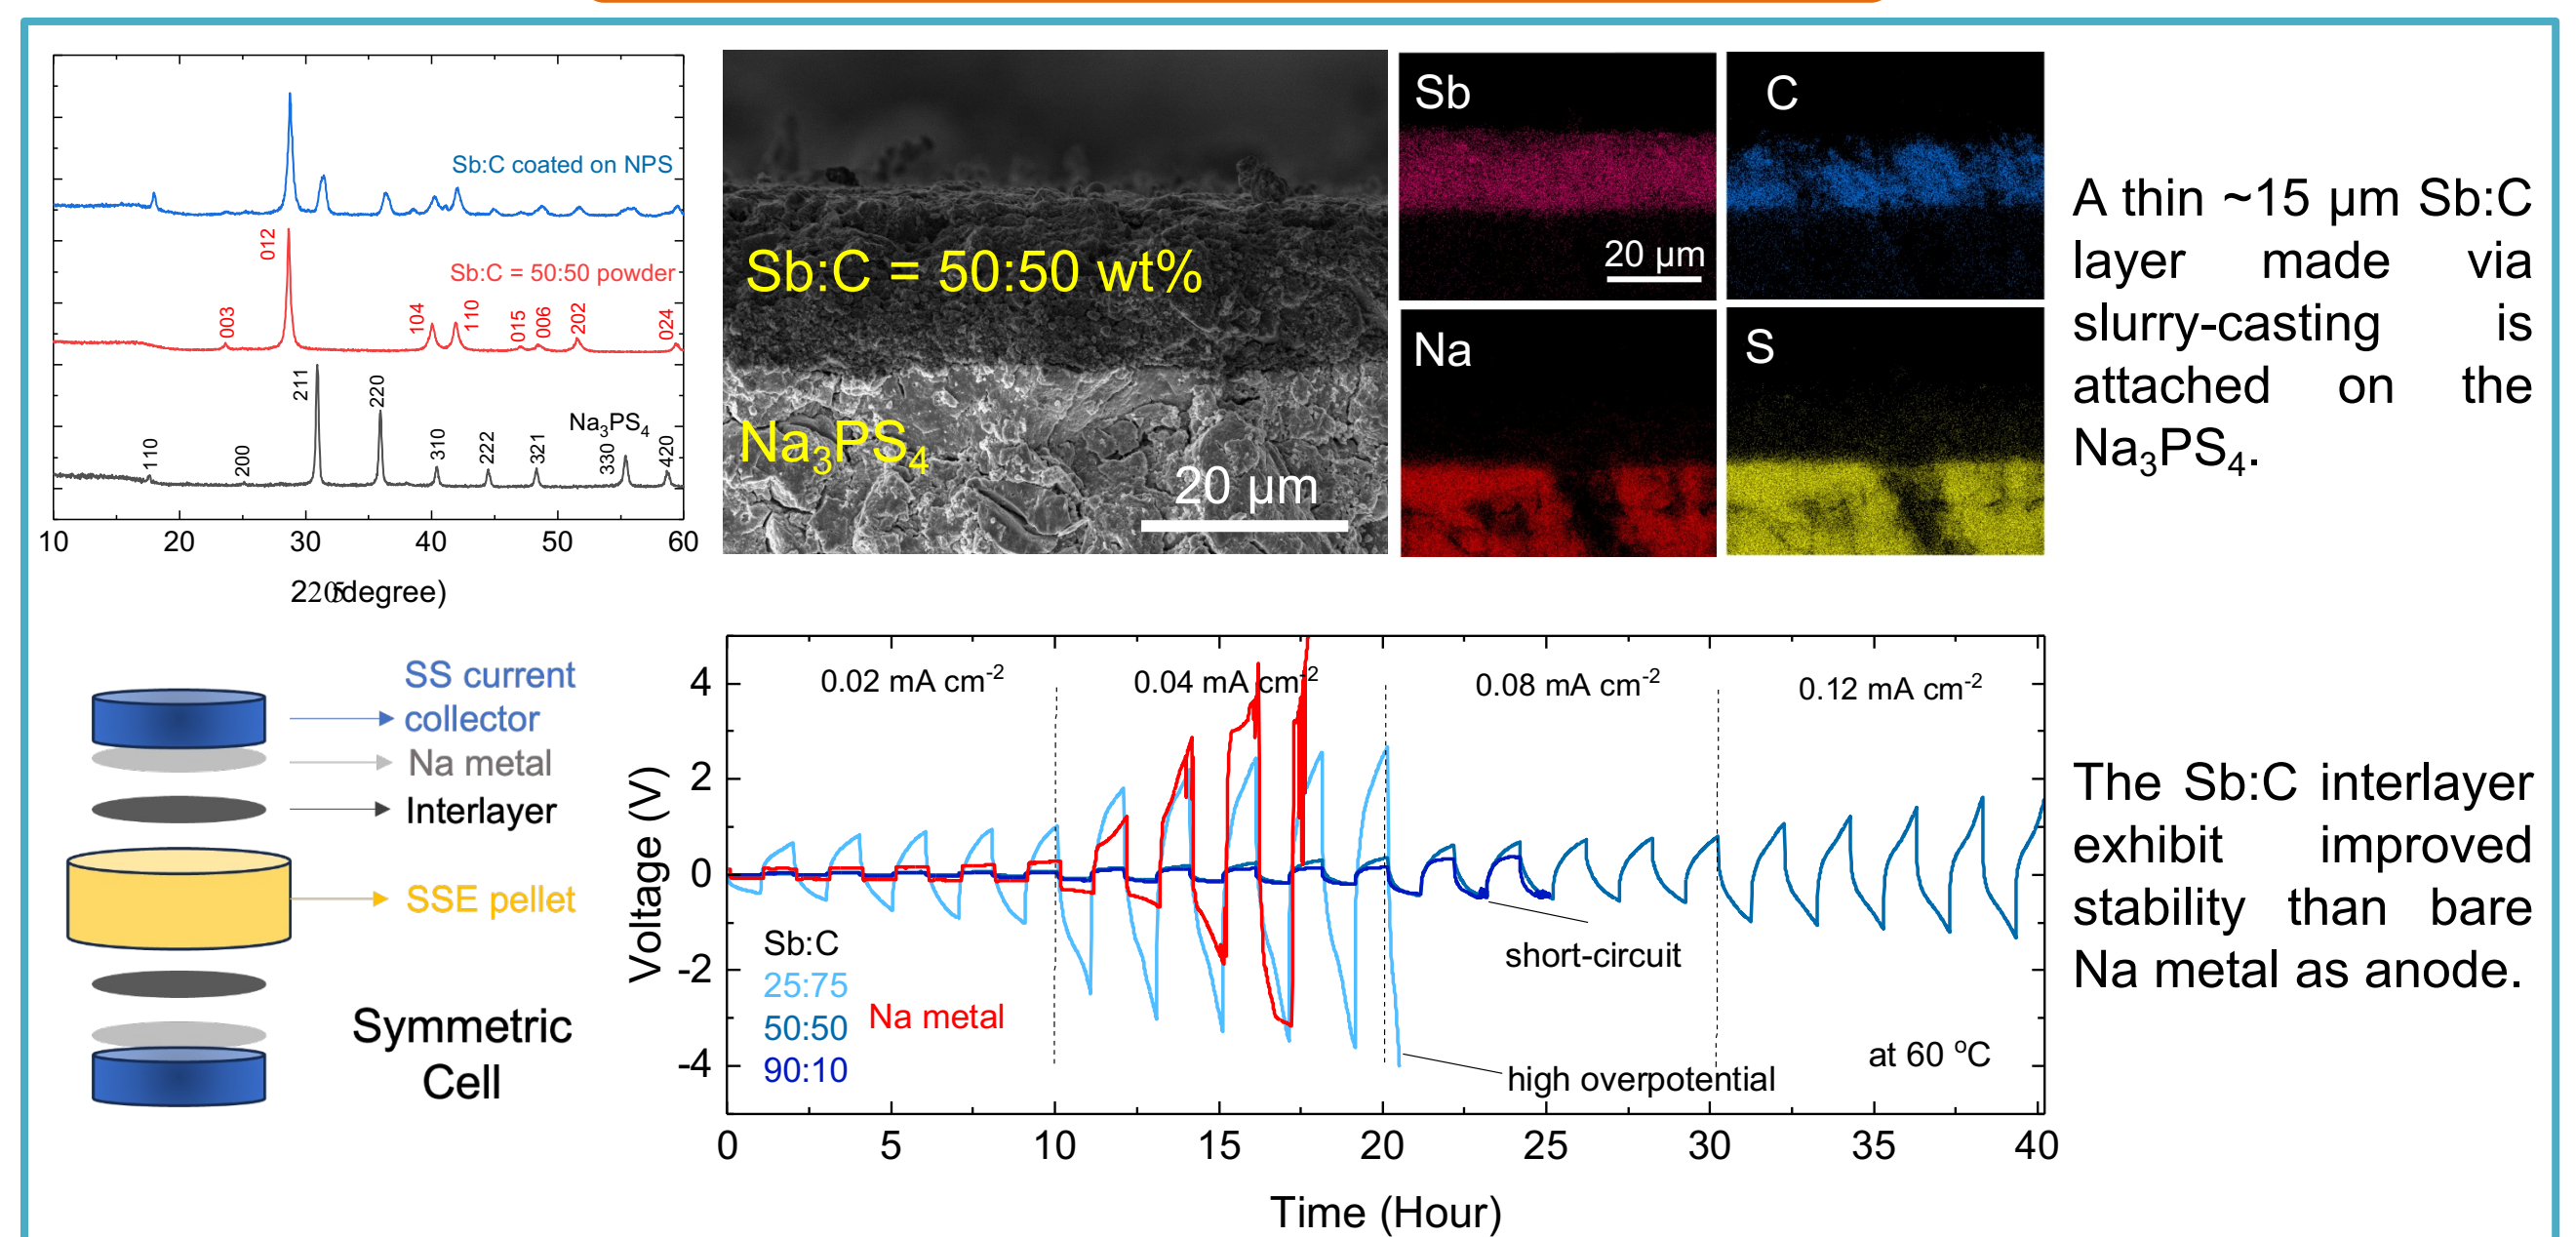 Sb:C coated on NPS
012
Sb:C = 50:50 powder
003
104
110
015
006
202
024
211
220
Na₃PS₄
110
200
310
222
321
330
420
10 20 30 40 50 60
Sb:C = 50:50 wt%
Na₃PS₄
20 µm
Sb
20 µm
C
Na
S
A thin ~15 µm Sb:C
layer made via
slurry-casting is
attached on the
Na₃PS₄.
SS current
collector
Na metal
Interlayer
SSE pellet
Symmetric
Cell
Voltage (V)
4
2
0
-2
-4
0.02 mA cm⁻²
0.04 mA cm⁻²
0.08 mA cm⁻²
0.12 mA cm⁻²
Sb:C
25:75
50:50
90:10
Na metal
short-circuit
high overpotential
at 60 ºC
0 5 10 15 20 25 30 35 40
Time (Hour)
The Sb:C interlayer
exhibit improved
stability than bare
Na metal as anode.